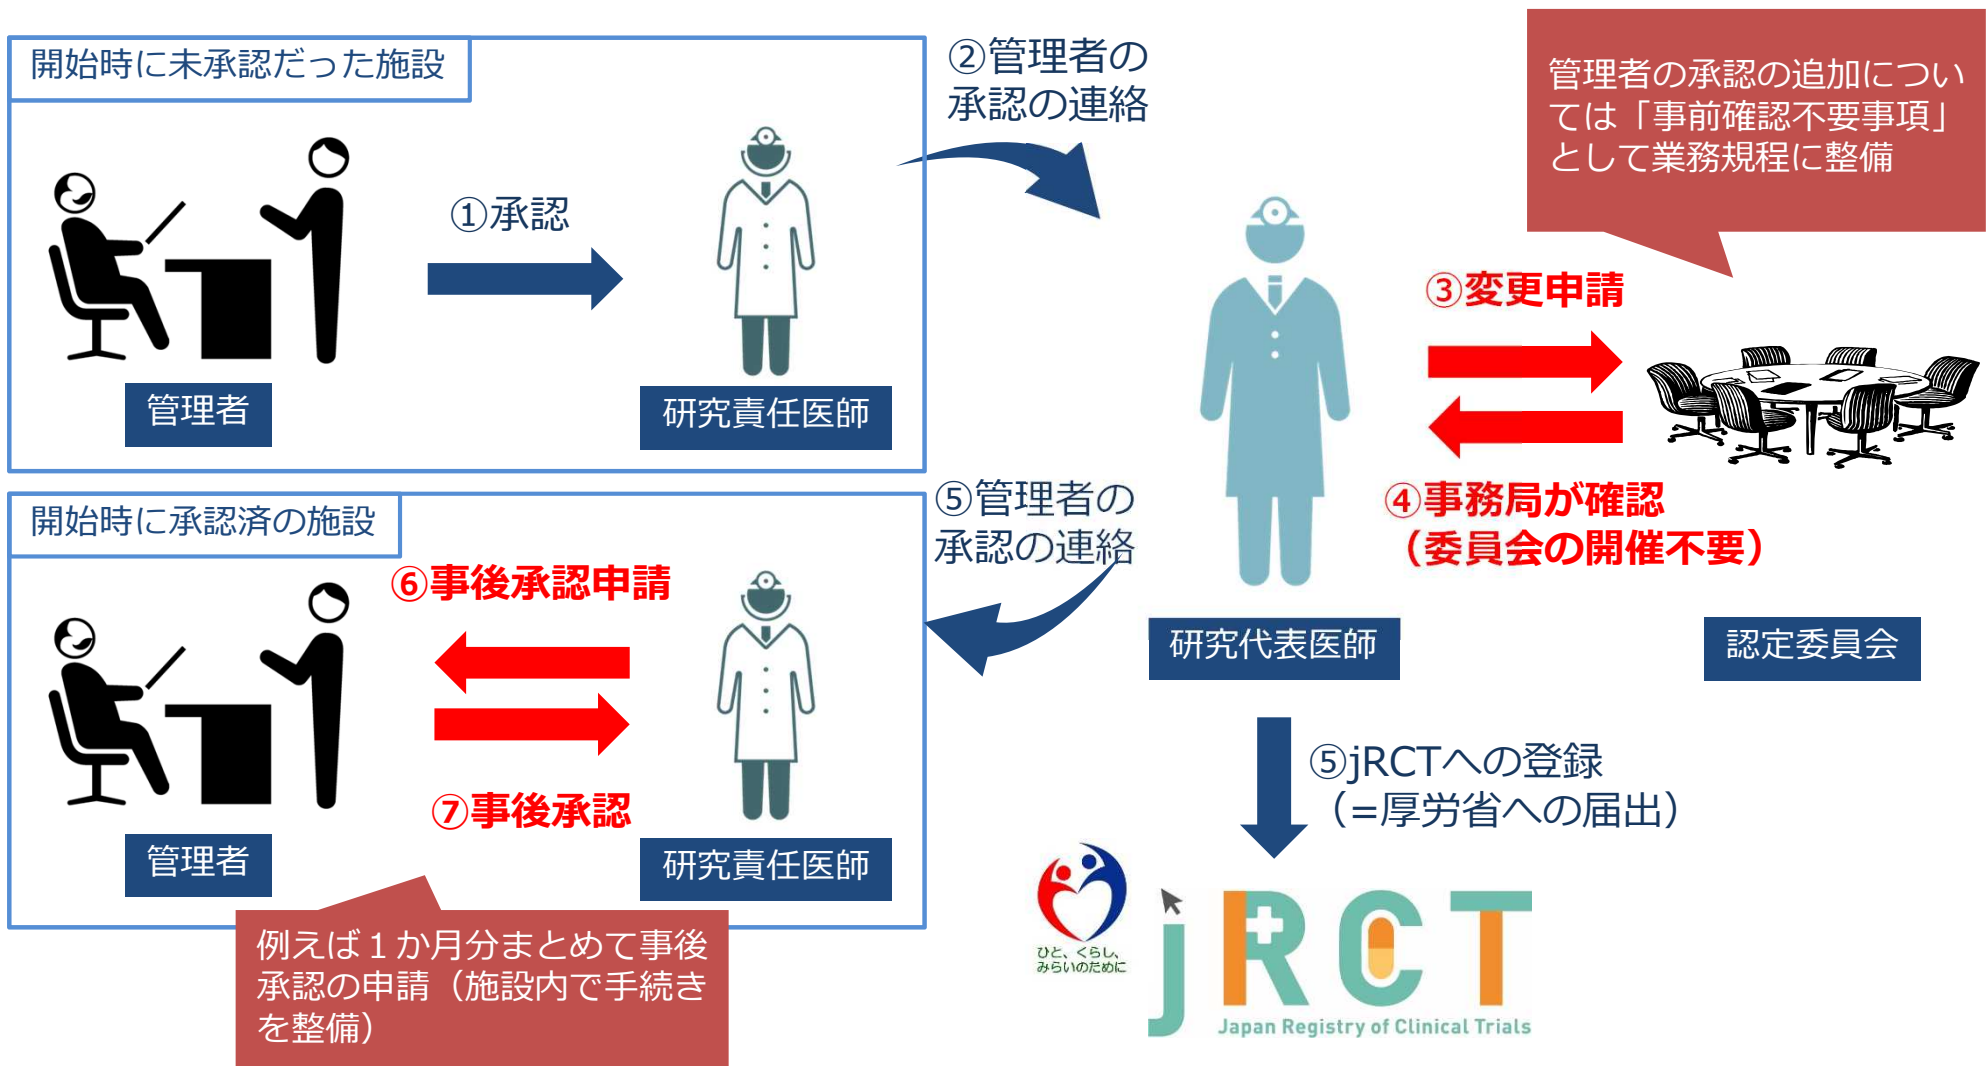 開始時に未承認だった施設
①承認
管理者
研究責任医師
②管理者の
承認の連絡
管理者の承認の追加につい
ては「事前確認不要事項」
として業務規程に整備
③変更申請
④事務局が確認
（委員会の開催不要）
研究代表医師
認定委員会
⑤管理者の
承認の連絡
開始時に承認済の施設
⑥事後承認申請
⑦事後承認
管理者
研究責任医師
例えば１か月分まとめて事後
承認の申請（施設内で手続き
を整備）
⑤jRCTへの登録
（=厚労省への届出）
ひと、くらし、
みらいのために
jRCT
Japan Registry of Clinical Trials